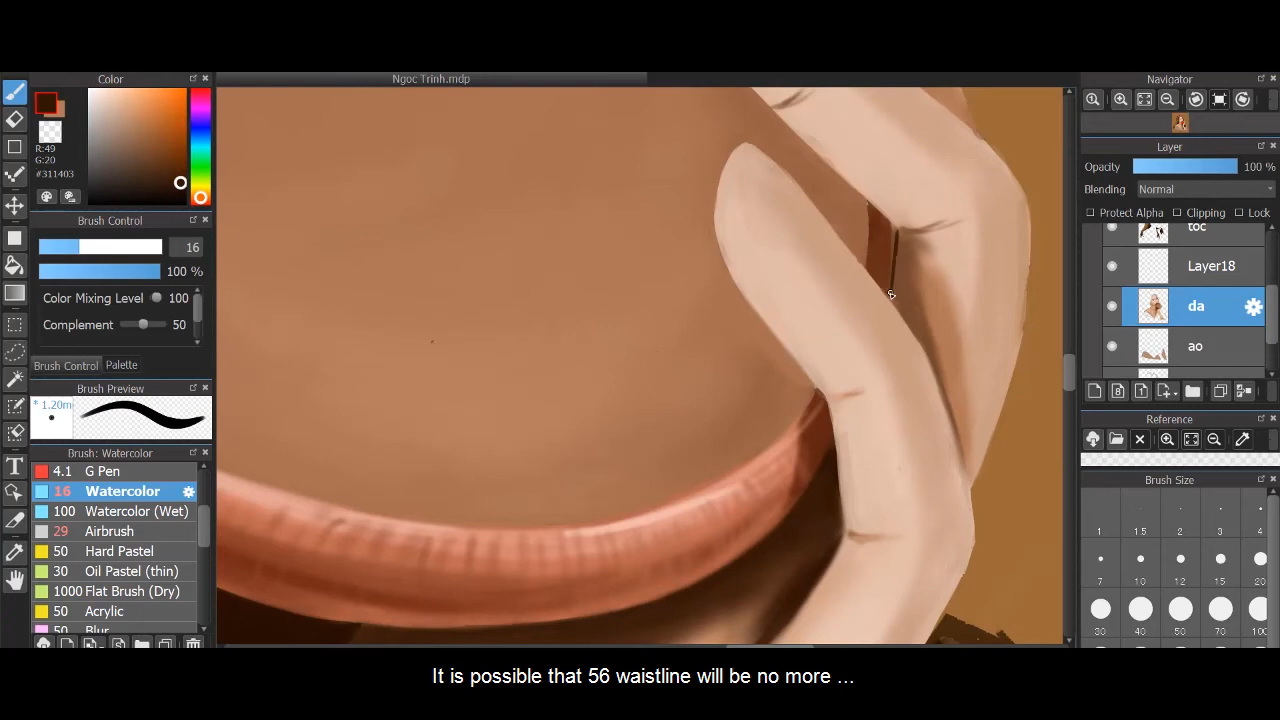 Color
Ngoc Trinh.mdp
Navigator
R:49
G:20
#311403
Layer
Opacity 100 %
Blending Normal
Protect Alpha Clipping Lock
toc
Layer18
da
ao
Brush Control
16
100 %
Color Mixing Level 100
Complement 50
Brush Control Palette
Brush Preview
* 1.20m
Brush: Watercolor
4.1 G Pen
16 Watercolor
100 Watercolor (Wet)
29 Airbrush
50 Hard Pastel
30 Oil Pastel (thin)
1000 Flat Brush (Dry)
50 Acrylic
50 Blur
Reference
Brush Size
1 1.5 2 3 4
7 10 12 15 20
30 40 50 70 100
It is possible that 56 waistline will be no more ...